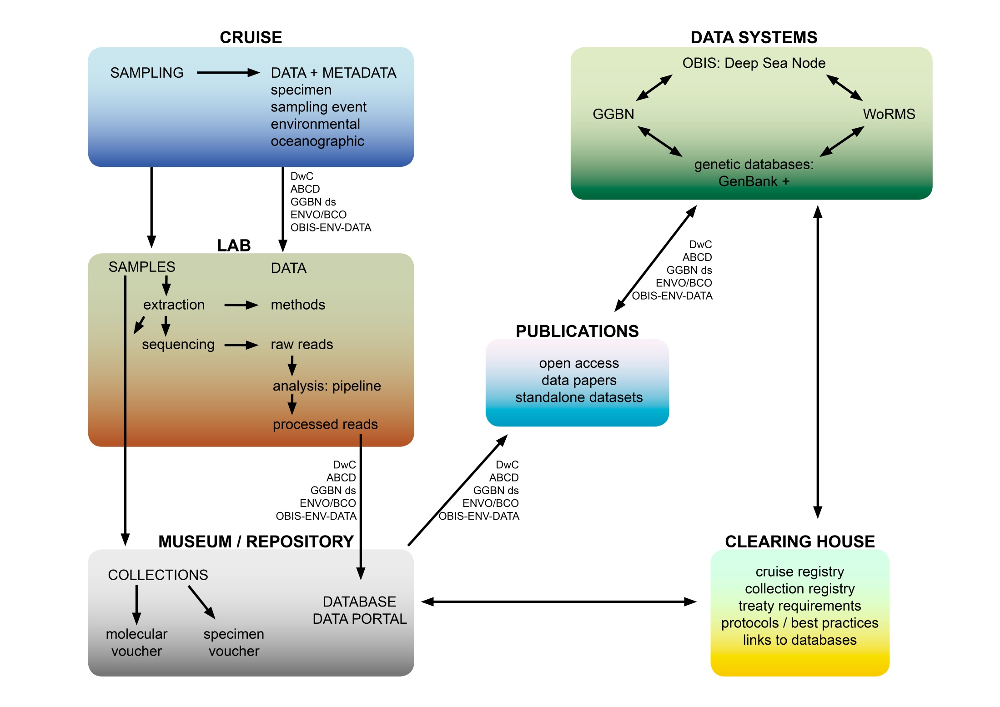 CRUISE
SAMPLING
DATA + METADATA
specimen
sampling event
environmental
oceanographic
DwC
ABCD
GGBN ds
ENVO/BCO
OBIS-ENV-DATA
LAB
SAMPLES
DATA
extraction
methods
sequencing
raw reads
analysis: pipeline
processed reads
DwC
ABCD
GGBN ds
ENVO/BCO
OBIS-ENV-DATA
MUSEUM / REPOSITORY
COLLECTIONS
molecular
voucher
specimen
voucher
DATABASE
DATA PORTAL
DwC
ABCD
GGBN ds
ENVO/BCO
OBIS-ENV-DATA
PUBLICATIONS
open access
data papers
standalone datasets
DwC
ABCD
GGBN ds
ENVO/BCO
OBIS-ENV-DATA
DATA SYSTEMS
OBIS: Deep Sea Node
GGBN
WoRMS
genetic databases:
GenBank +
CLEARING HOUSE
cruise registry
collection registry
treaty requirements
protocols / best practices
links to databases